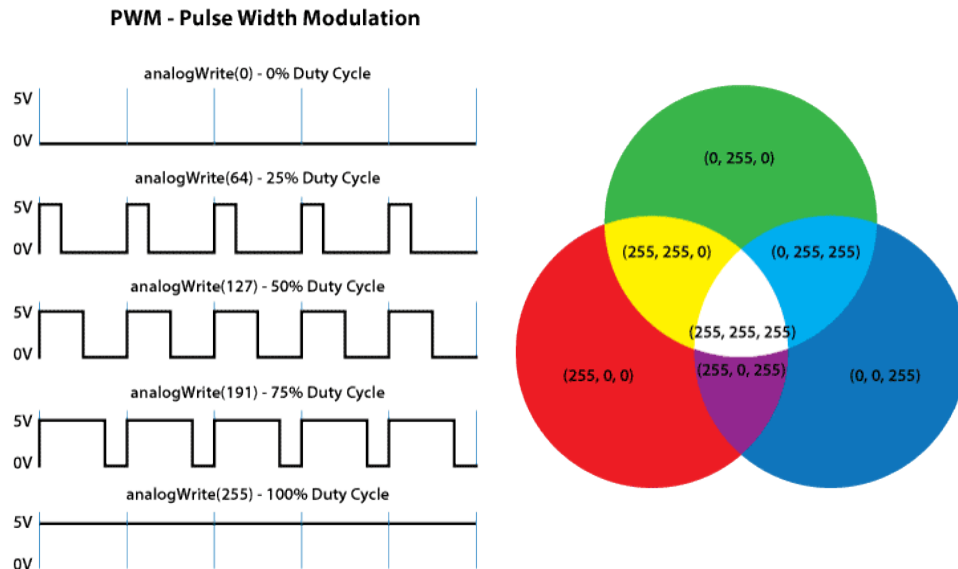 PWM - Pulse Width Modulation
analogWrite(0) - 0% Duty Cycle
5V
0V
analogWrite(64) - 25% Duty Cycle
5V
0V
analogWrite(127) - 50% Duty Cycle
5V
0V
analogWrite(191) - 75% Duty Cycle
5V
0V
analogWrite(255) - 100% Duty Cycle
5V
0V
(0, 255, 0)
(255, 255, 0)
(0, 255, 255)
(255, 255, 255)
(255, 0, 0)
(255, 0, 255)
(0, 0, 255)